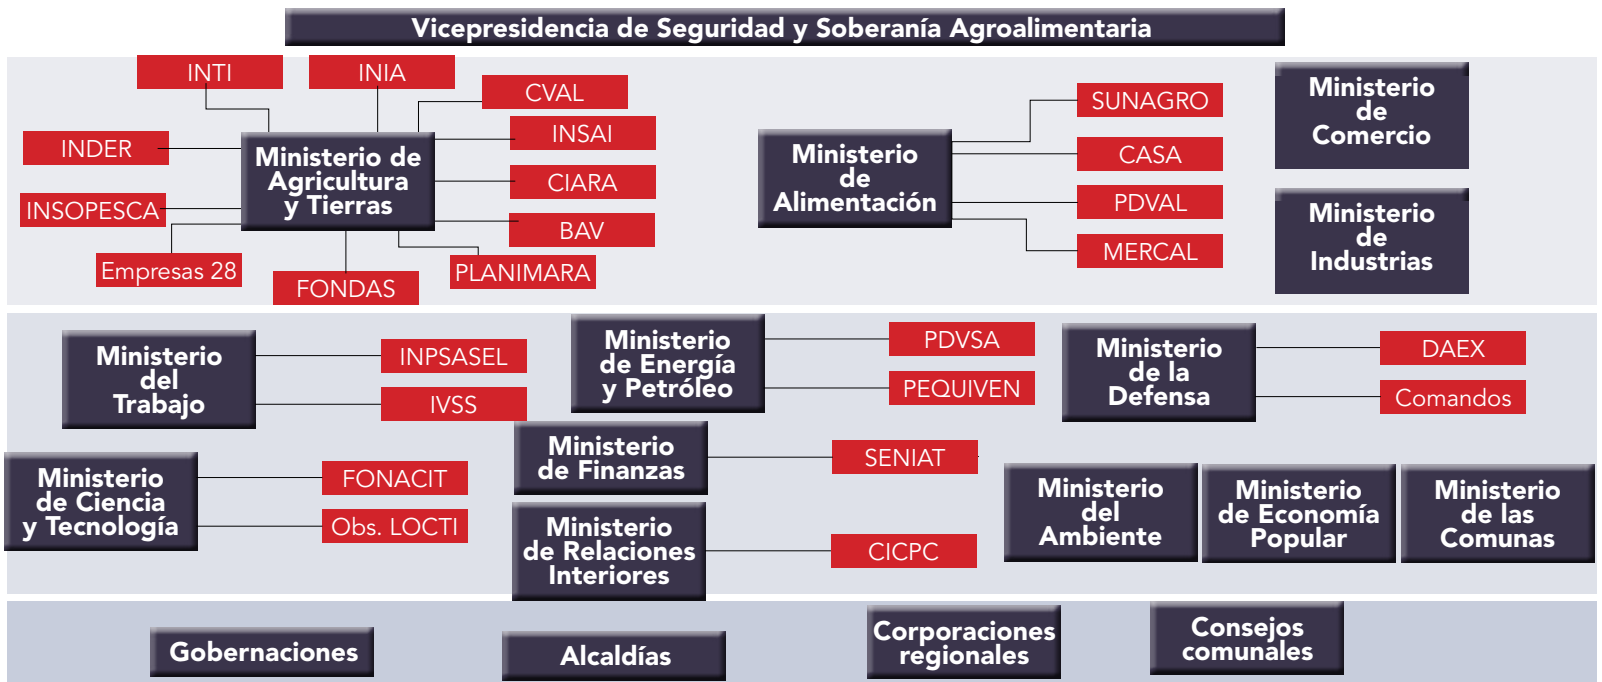 Vicepresidencia de Seguridad y Soberanía Agroalimentaria
INTI
INIA
CVAL
INSAI
INDER
Ministerio de
Agricultura
y Tierras
CIARA
INSOPESCA
BAV
Empresas 28
FONDAS
PLANIMARA
Ministerio
de
Alimentación
SUNAGRO
CASA
PDVAL
MERCAL
Ministerio
de
Comercio
Ministerio
de
Industrias
Ministerio
del
Trabajo
INPSASEL
IVSS
Ministerio
de Energía
y Petróleo
PDVSA
PEQUIVEN
Ministerio
de la
Defensa
DAEX
Comandos
Ministerio
de Ciencia
y Tecnología
FONACIT
Obs. LOCTI
Ministerio
de Finanzas
SENIAT
Ministerio
de Relaciones
Interiores
CICPC
Ministerio
del
Ambiente
Ministerio
de Economía
Popular
Ministerio
de las
Comunas
Gobernaciones
Alcaldías
Corporaciones
regionales
Consejos
comunales